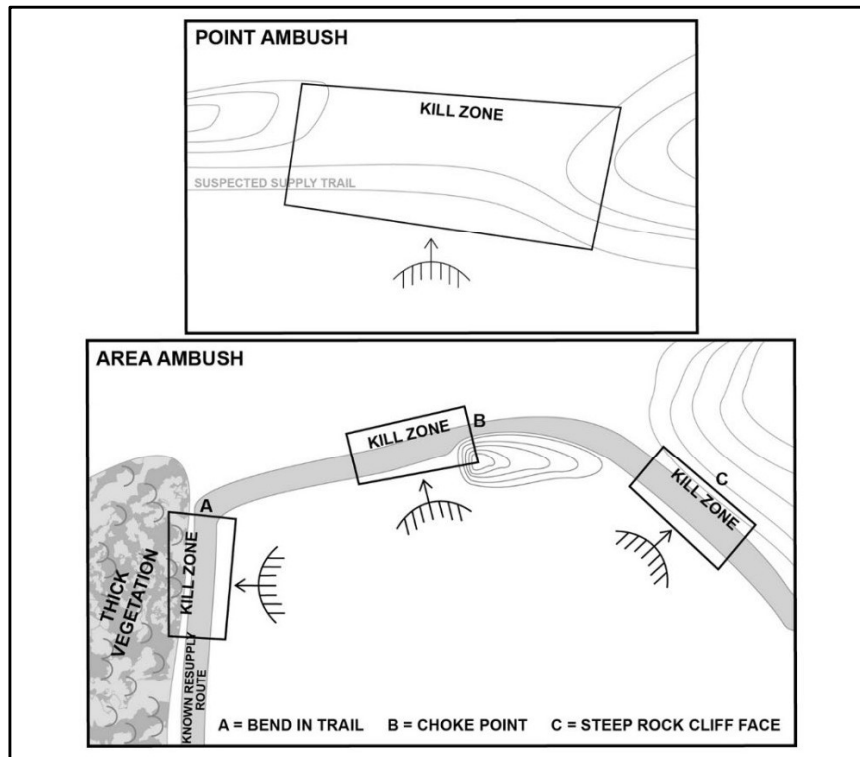 POINT AMBUSH
KILL ZONE
SUSPECTED SUPPLY TRAIL
AREA AMBUSH
B
KILL ZONE
C
KILL ZONE
A
KILL ZONE
THICK
VEGETATION
KNOWN RESUPPLY
ROUTE
A = BEND IN TRAIL B = CHOKE POINT C = STEEP ROCK CLIFF FACE